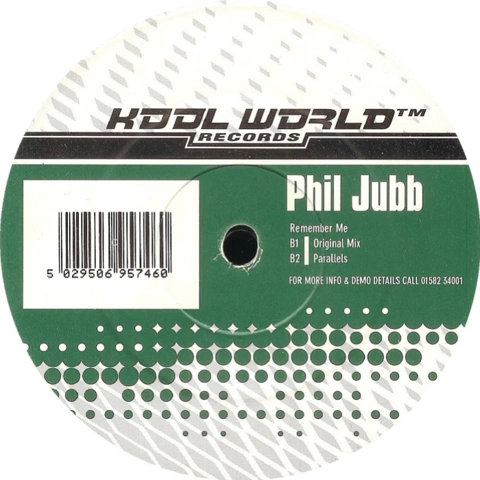 KOOL WORLD™
RECORDS
Phil Jubb
Remember Me
B1 Original Mix
B2 Parallels
FOR MORE INFO & DEMO DETAILS CALL 01582 34001
5 029506 957460